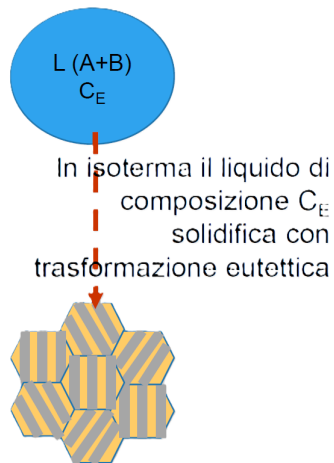 L (A+B)
C_E
In isoterma il liquido di
composizione C_E
solidifica con
trasformazione eutettica